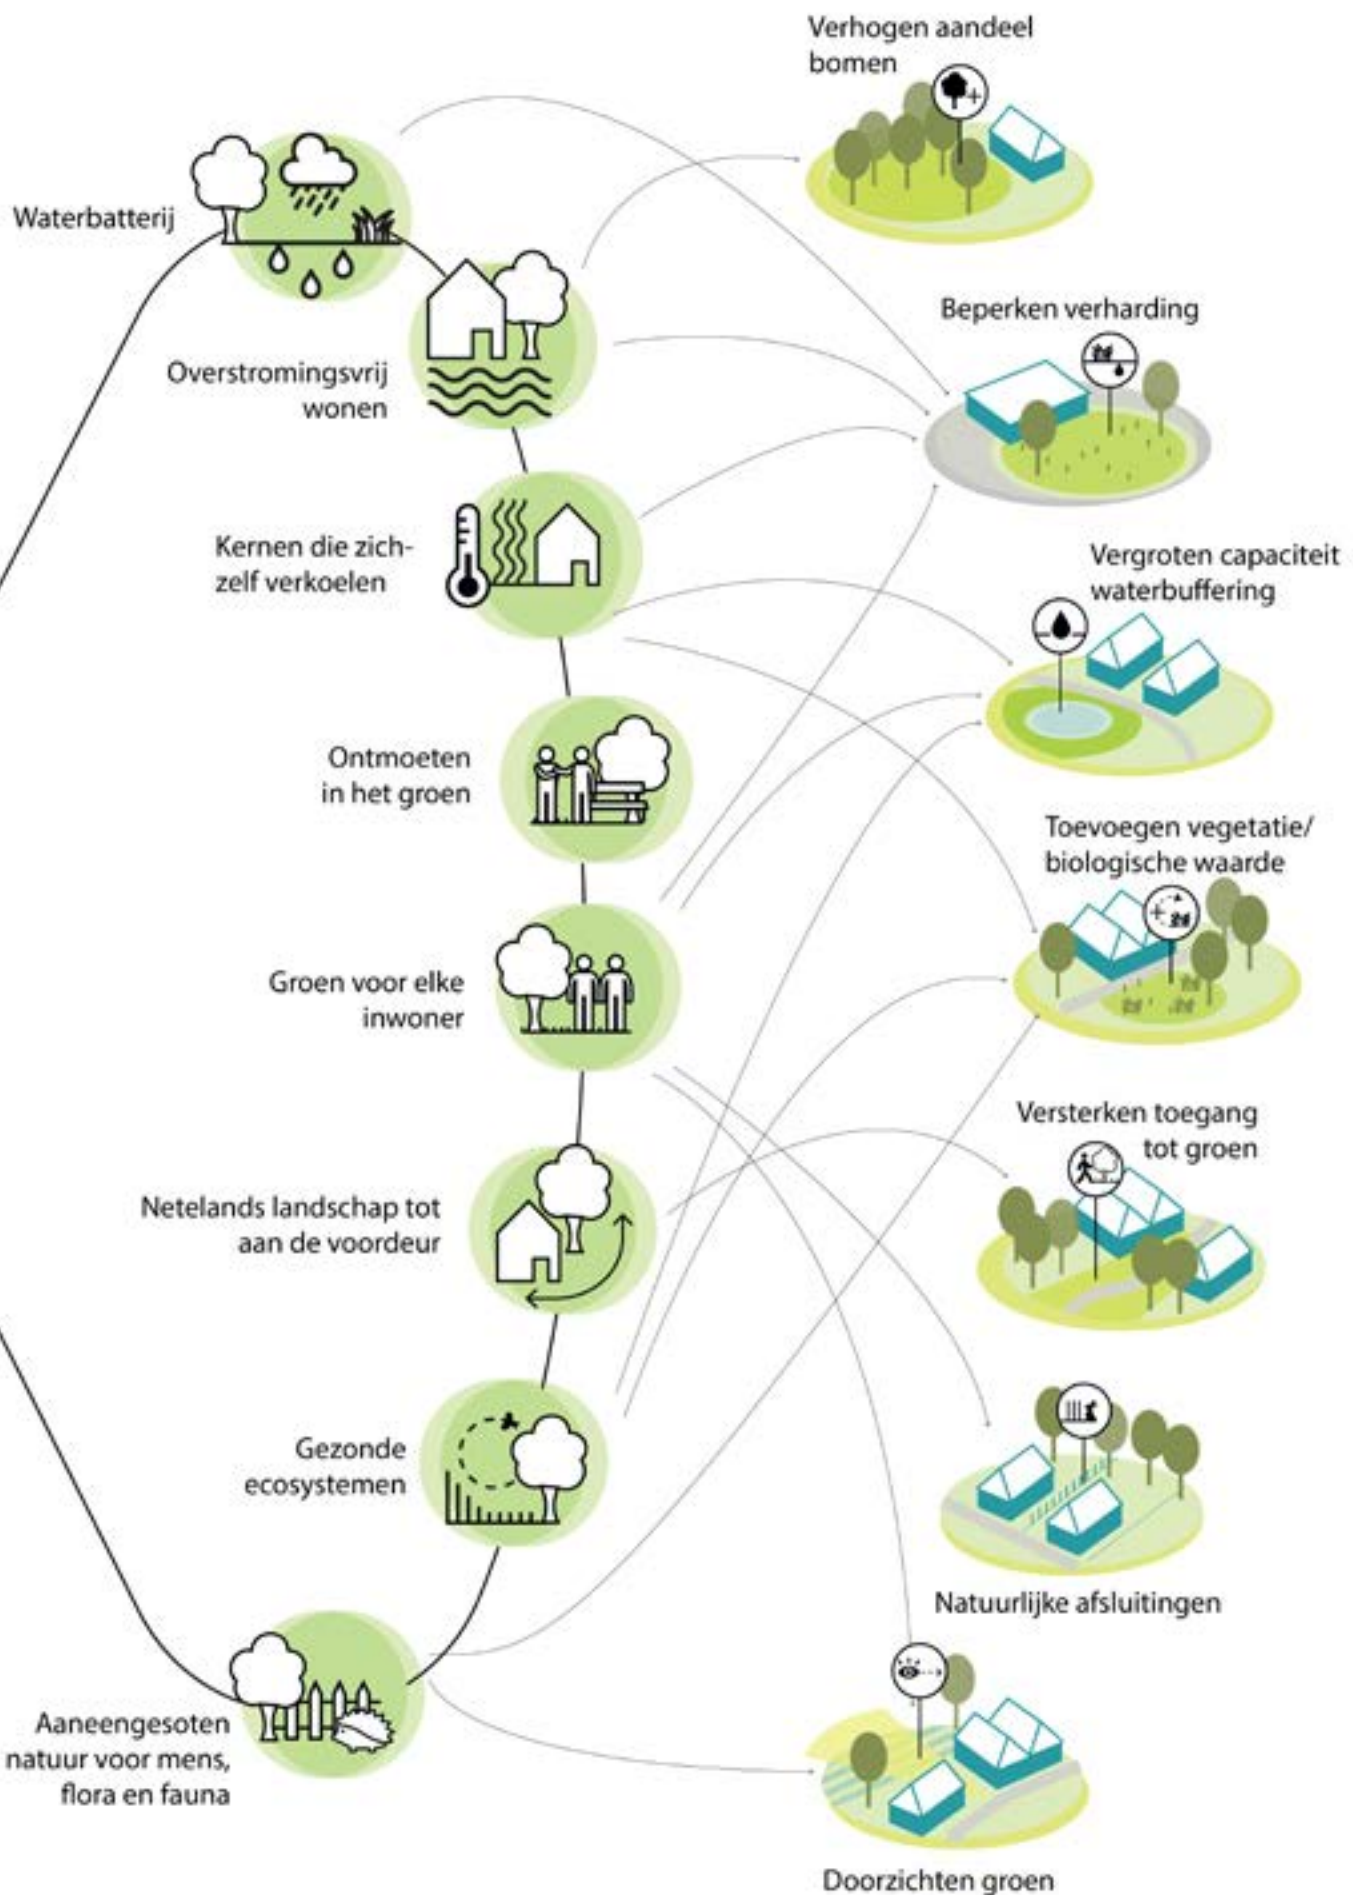 Verhogen aandeel
bomen
Waterbatterij
Beperken verharding
Overstromingsvrij
wonen
Kernen die zich-
zelf verkoelen
Vergroten capaciteit
waterbuffering
Ontmoeten
in het groen
Toevoegen vegetatie/
biologische waarde
Groen voor elke
inwoner
Versterken toegang
tot groen
Netelands landschap tot
aan de voordeur
Gezonde
ecosystemen
Natuurlijke afsluitingen
Aaneengesoten
natuur voor mens,
flora en fauna
Doorzichten groen